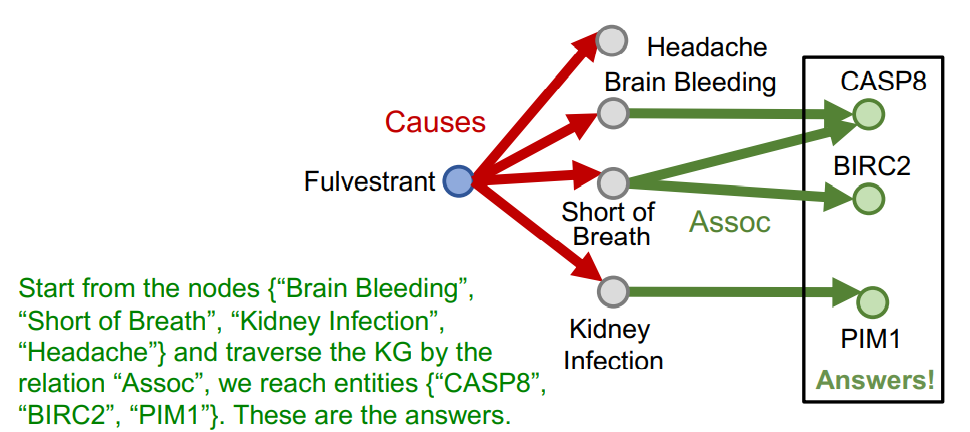 Headache
Brain Bleeding
CASP8
Causes
BIRC2
Fulvestrant
Short of
Breath
Assoc
Start from the nodes {“Brain Bleeding“,
“Short of Breath”, “Kidney Infection”,
“Headache”} and traverse the KG by the
relation “Assoc”, we reach entities {“CASP8”,
“BIRC2”, “PIM1”}. These are the answers.
Kidney
Infection
PIM1
Answers!